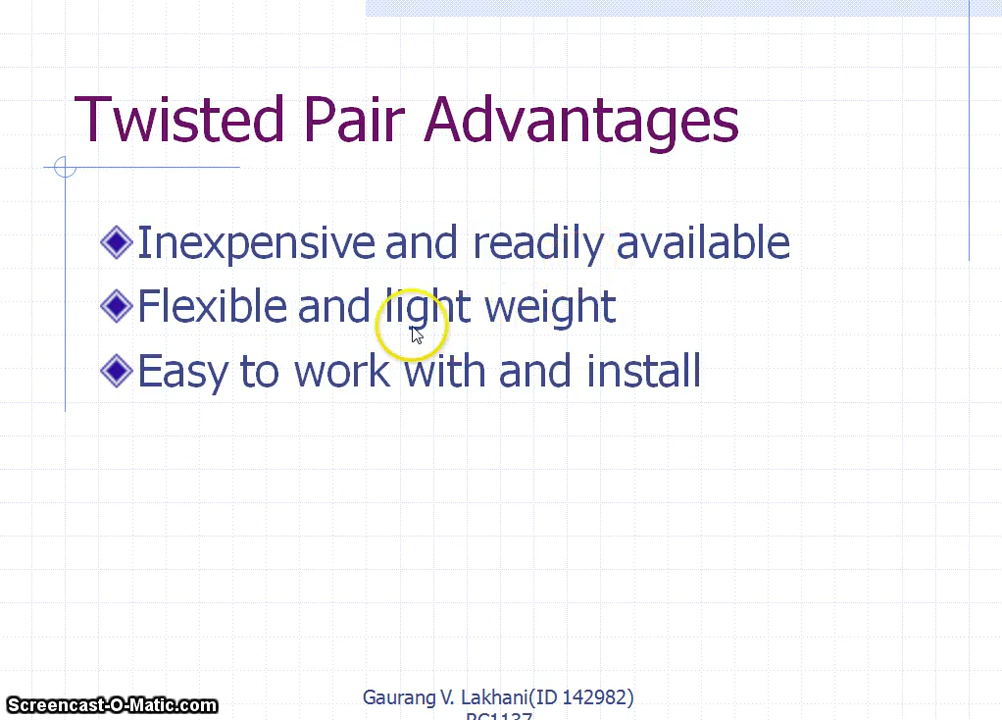 Twisted Pair Advantages
Inexpensive and readily available
Flexible and light weight
Easy to work with and install
Gaurang V. Lakhani(ID 142982)
RC1137
Screencast-O-Matic.com